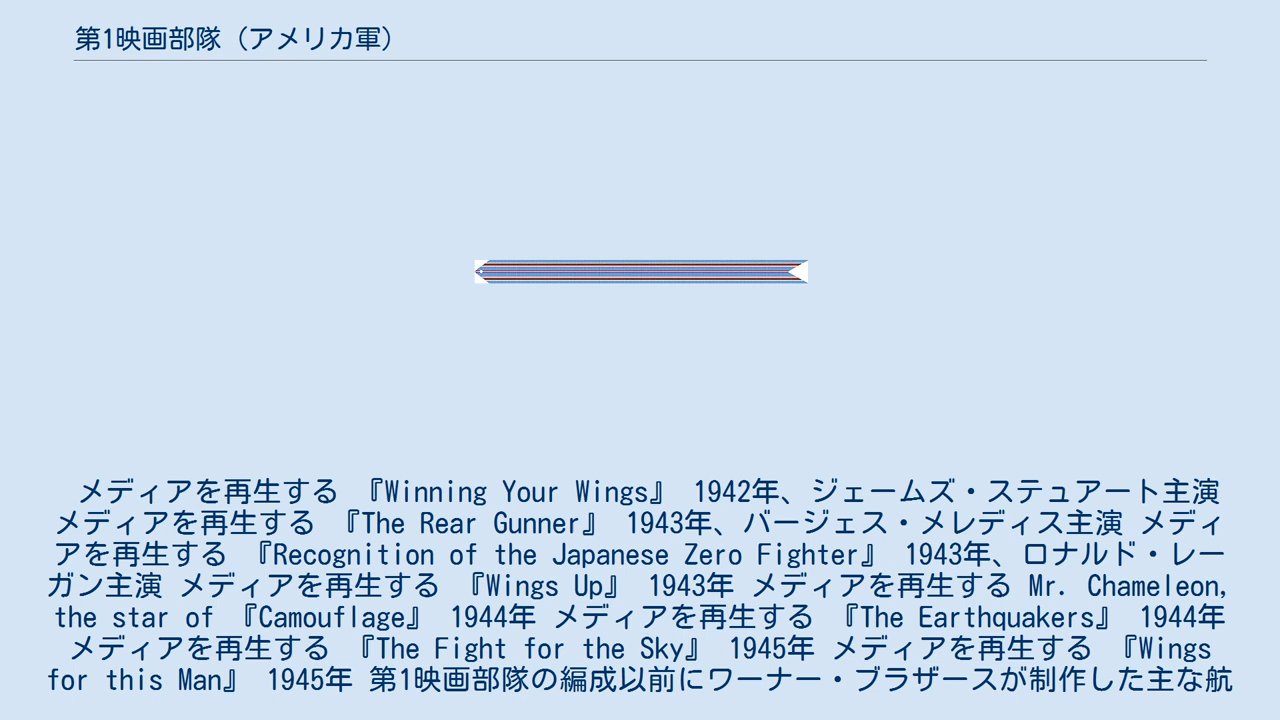 第1映画部隊（アメリカ軍）
メディアを再生する 『Winning Your Wings』 1942年、ジェームズ・ステュアート主演
メディアを再生する 『The Rear Gunner』 1943年、バージェス・メレディス主演 メディ
アを再生する 『Recognition of the Japanese Zero Fighter』 1943年、ロナルド・レー
ガン主演 メディアを再生する 『Wings Up』 1943年 メディアを再生する Mr. Chameleon,
the star of 『Camouflage』 1944年 メディアを再生する 『The Earthquakers』 1944年
メディアを再生する 『The Fight for the Sky』 1945年 メディアを再生する 『Wings
for this Man』 1945年 第1映画部隊の編成以前にワーナー・ブラザースが制作した主な航